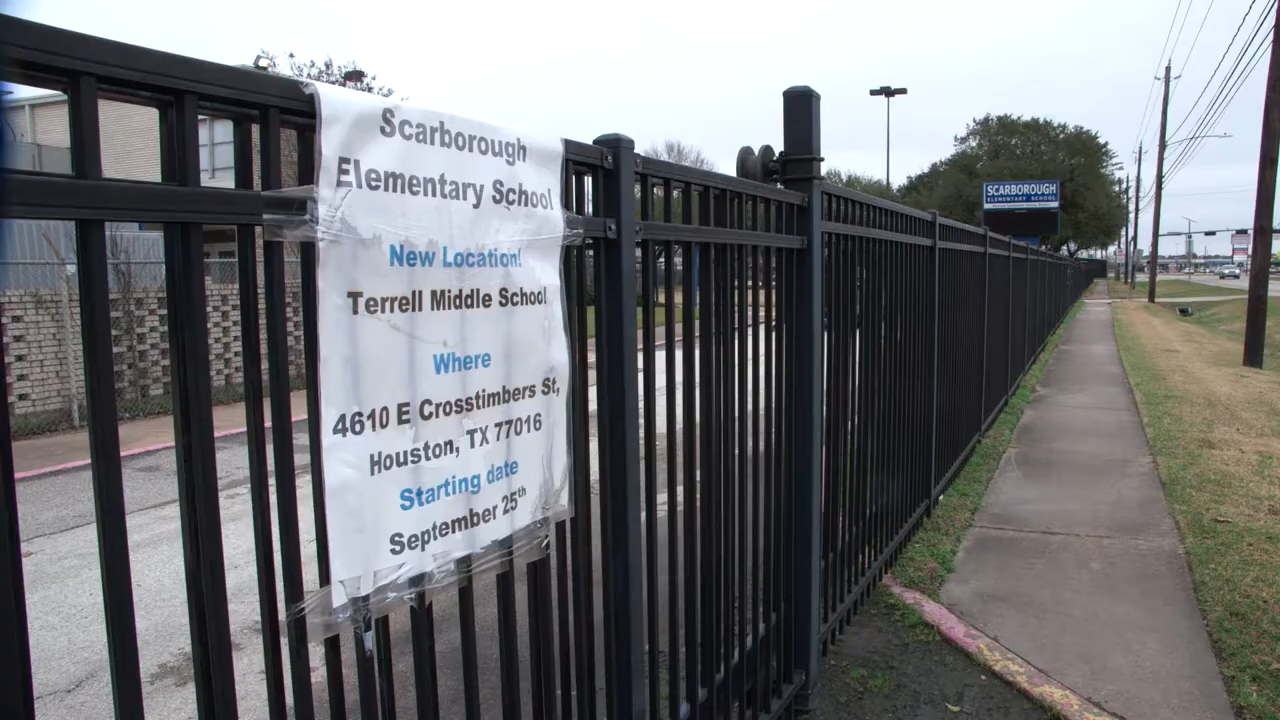 Scarborough
Elementary School
New Location!
Terrell Middle School
Where
4610 E Crosstimbers St,
Houston, TX 77016
Starting date
September 25th
SCARBOROUGH
ELEMENTARY SCHOOL